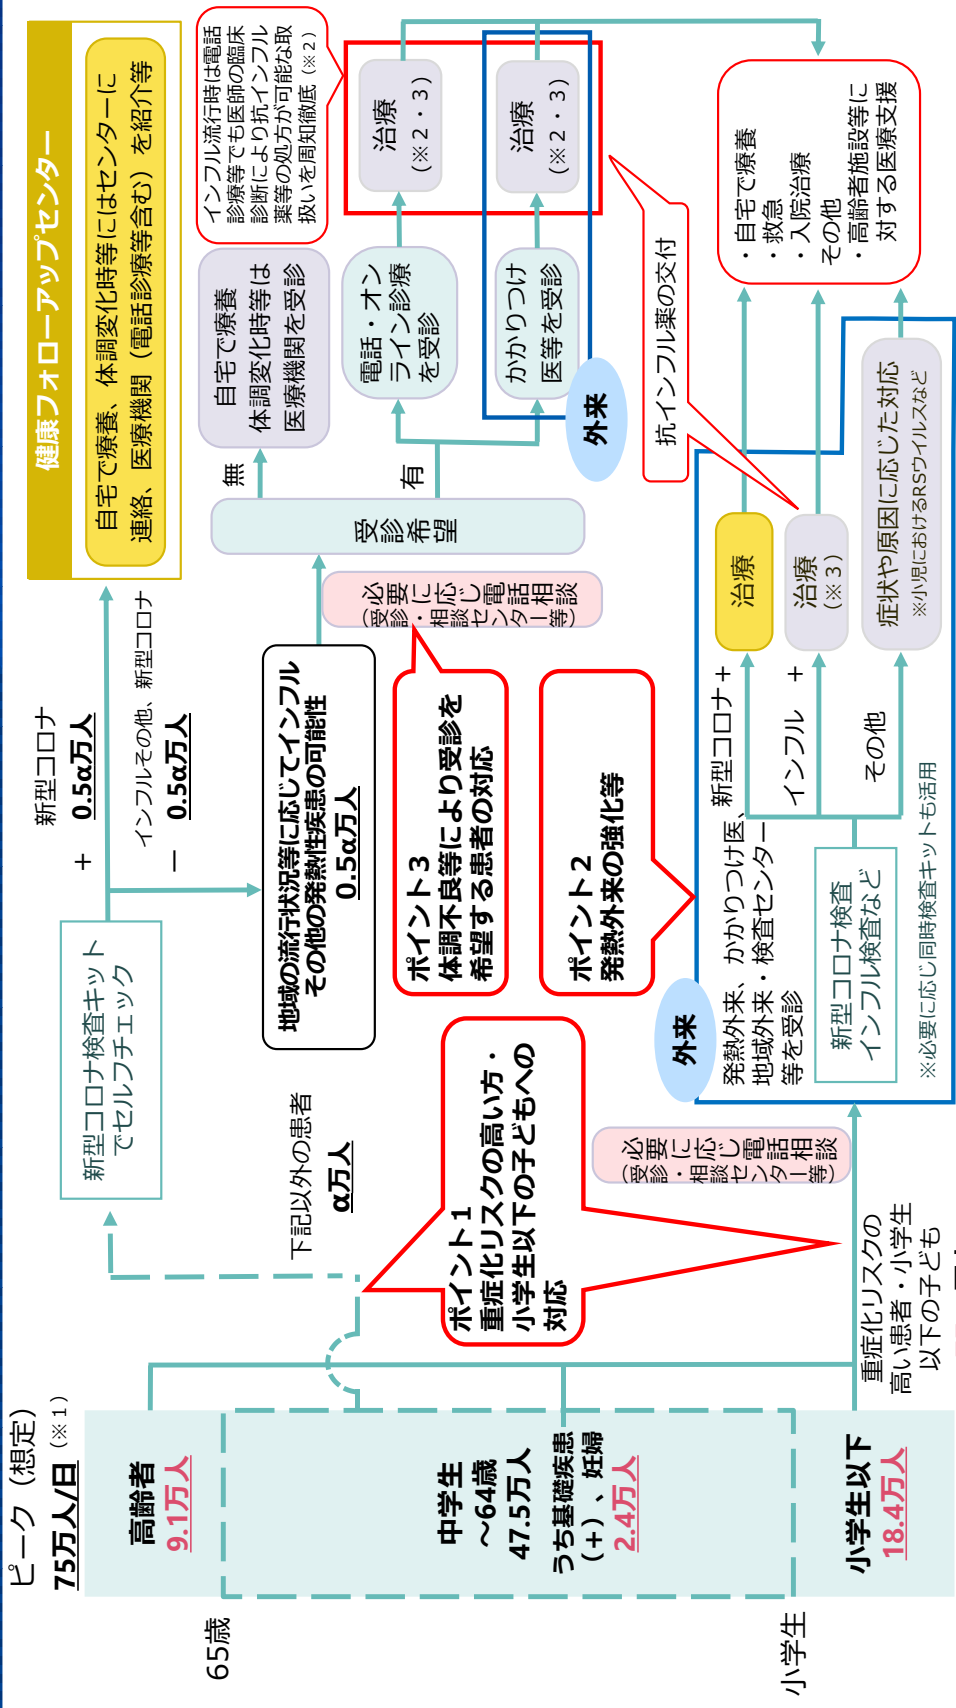 ピーク（想定）
75万人/日（※１）
65歳
小学生
高齢者
9.1万人
中学生
～64歳
47.5万人
うち基礎疾患
（＋）、妊婦
2.4万人
小学生以下
18.4万人
下記以外の患者
α万人
重症化リスクの
高い患者・小学生
以下の子ども
新型コロナ検査キット
でセルフチェック
＋
新型コロナ
0.5α万人
－
インフルその他、新型コロナ
0.5α万人
健康フォローアップセンター
自宅で療養、体調変化時等にはセンターに
連絡、医療機関（電話診療等含む）を紹介等
地域の流行状況等に応じてインフル
その他の発熱性疾患の可能性
0.5α万人
必要に応じ電話相談
（受診・相談センター等）
受診希望
無
有
自宅で療養
体調変化時等は
医療機関を受診
電話・オン
ライン診療
を受診
かかりつけ
医等を受診
外来
インフル流行時は電話
診療等でも医師の臨床
診断により抗インフル
薬等の処方が可能な取
扱いを周知徹底（※２）
治療
（※２・３）
治療
（※２・３）
ポイント1
重症化リスクの高い方・
小学生以下の子どもへの
対応
ポイント3
体調不良等により受診を
希望する患者の対応
ポイント2
発熱外来の強化等
必要に応じ電話相談
（受診・相談センター等）
外来
発熱外来、かかりつけ医、
地域外来・検査センター
等を受診
新型コロナ検査
インフル検査など
※必要に応じ同時検査キットも活用
新型コロナ＋
インフル　＋
その他
治療
治療
（※３）
症状や原因に応じた対応
※小児におけるRSウイルスなど
抗インフル薬の交付
・自宅で療養
・救急
・入院治療
その他
・高齢者施設等に
対する医療支援